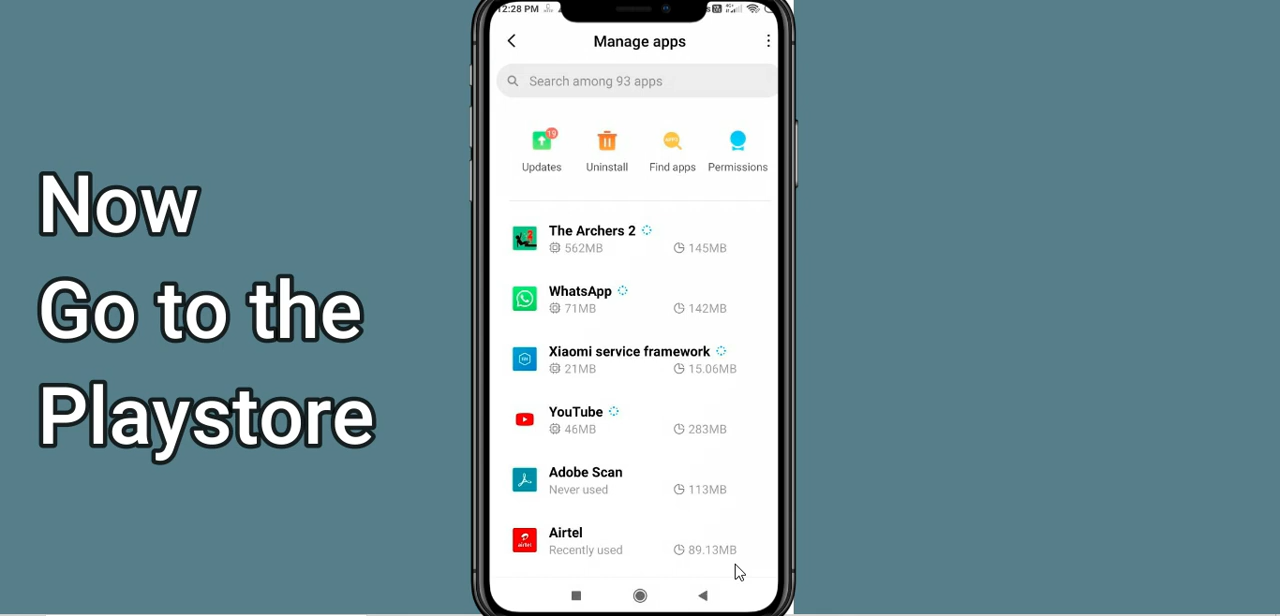 Now
Go to the
Playstore
12:28 PM
Manage apps
Search among 93 apps
19
Updates
Uninstall
Find apps
Permissions
The Archers 2
562MB
145MB
WhatsApp
71MB
142MB
Xiaomi service framework
21MB
15.06MB
YouTube
46MB
283MB
Adobe Scan
Never used
113MB
airtel
Airtel
Recently used
89.13MB